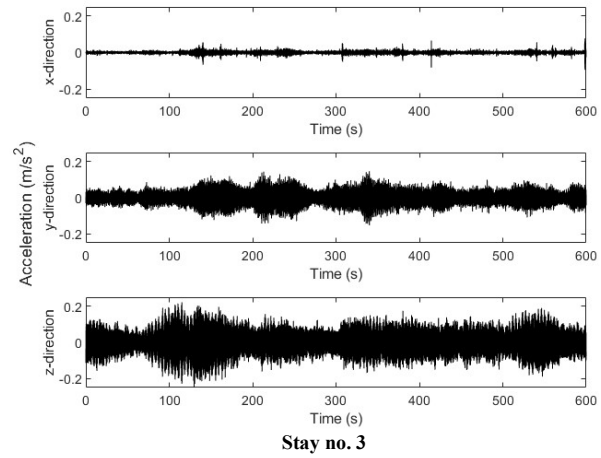 0.2
0
-0.2
x-direction
0 100 200 300 400 500 600
Time (s)
Acceleration (m/s²)
0.2
0
-0.2
y-direction
0 100 200 300 400 500 600
Time (s)
0.2
0
-0.2
z-direction
0 100 200 300 400 500 600
Time (s)
Stay no. 3